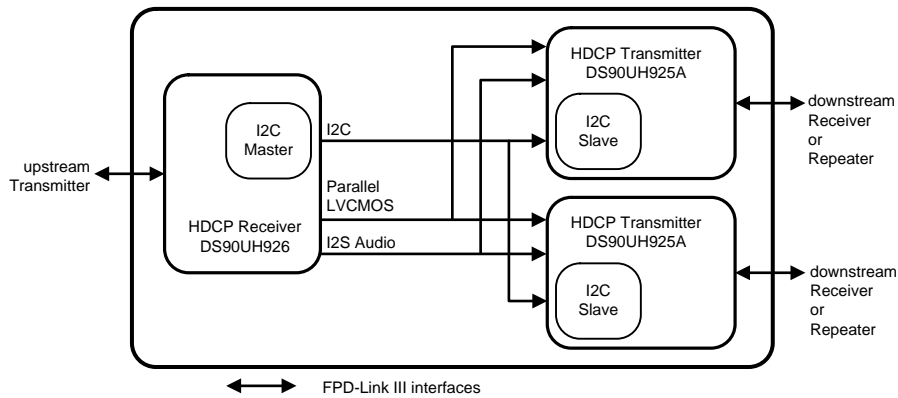 upstream
Transmitter
I2C
Master
HDCP Receiver
DS90UH926
I2C
Parallel
LVCMOS
I2S Audio
HDCP Transmitter
DS90UH925A
I2C
Slave
downstream
Receiver
or
Repeater
HDCP Transmitter
DS90UH925A
I2C
Slave
downstream
Receiver
or
Repeater
FPD-Link III interfaces